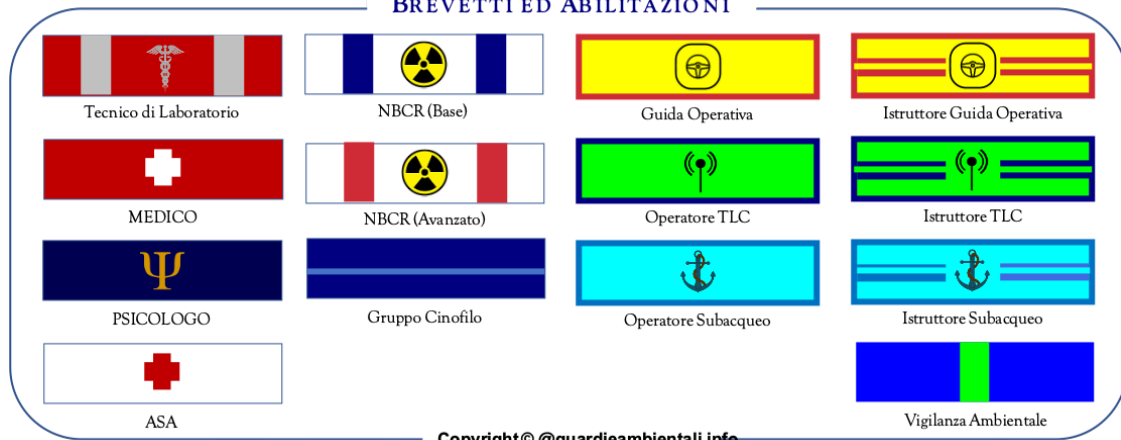 BREVETTI ED ABILITAZIONI
Tecnico di Laboratorio
NBCR (Base)
Guida Operativa
Istruttore Guida Operativa
MEDICO
NBCR (Avanzato)
Operatore TLC
Istruttore TLC
Ψ
PSICOLOGO
Gruppo Cinofilo
Operatore Subacqueo
Istruttore Subacqueo
ASA
Vigilanza Ambientale
Copyright© @guardieambientali.info